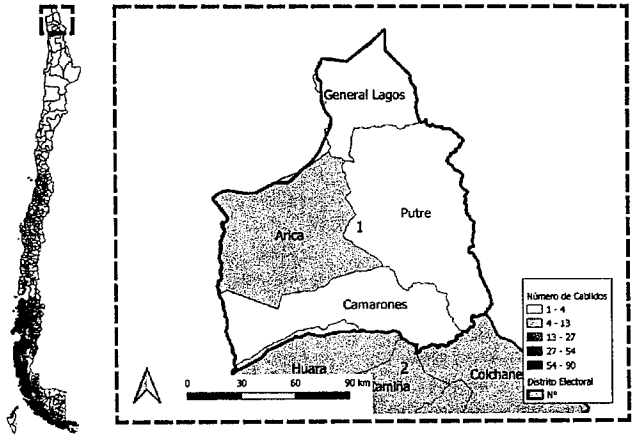 General Lagos
Putre
1
Arica
Camarones
Huara
2
Colchane
amiña
0 30 60 90 km
Número de Cabildos
1 - 4
4 - 13
13 - 27
27 - 54
54 - 90
Distrito Electoral
N°